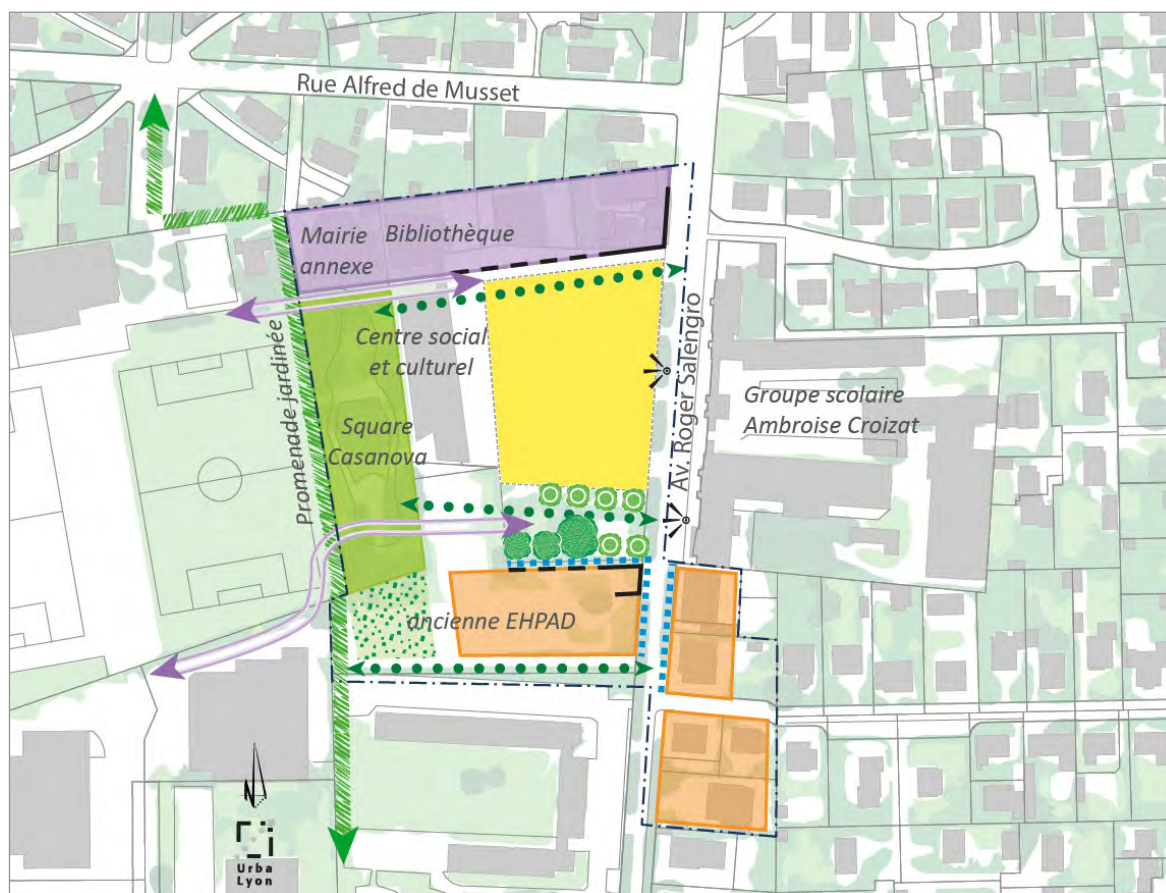 Rue Alfred de Musset
Mairie
annexe
Bibliothèque
Centre social
et culturel
Promenade jardinée
Square
Casanova
Av. Roger Salengro
Groupe scolaire
Ambroise Croizat
ancienne EHPAD
N
Urba
Lyon